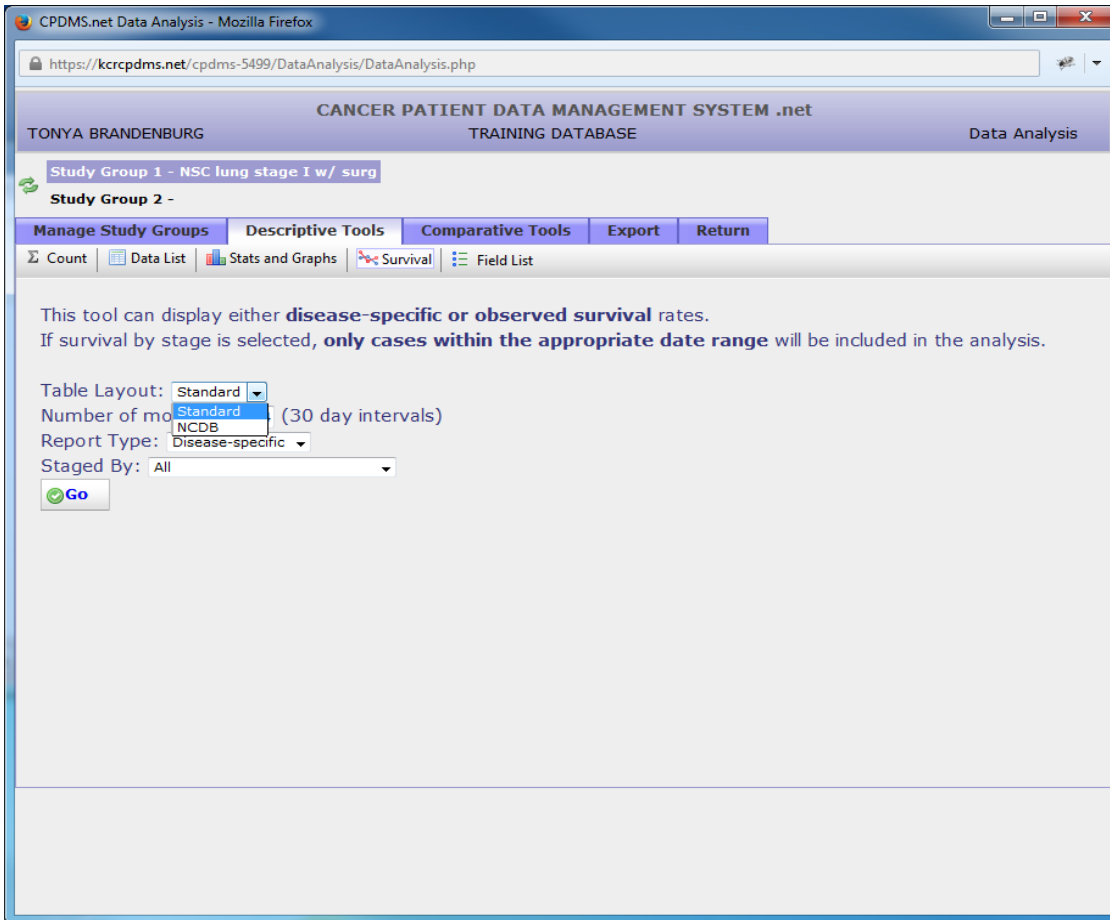 CPDMS.net Data Analysis - Mozilla Firefox
https://kcrcpdms.net/cpdms-5499/DataAnalysis/DataAnalysis.php
CANCER PATIENT DATA MANAGEMENT SYSTEM .net
TONYA BRANDENBURG TRAINING DATABASE Data Analysis
Study Group 1 - NSC lung stage I w/ surg
Study Group 2 -
Manage Study Groups Descriptive Tools Comparative Tools Export Return
Σ Count Data List Stats and Graphs Survival Field List
This tool can display either disease-specific or observed survival rates.
If survival by stage is selected, only cases within the appropriate date range will be included in the analysis.
Table Layout: Standard
Standard
NCDB
Number of mo (30 day intervals)
Report Type: Disease-specific
Staged By: All
Go